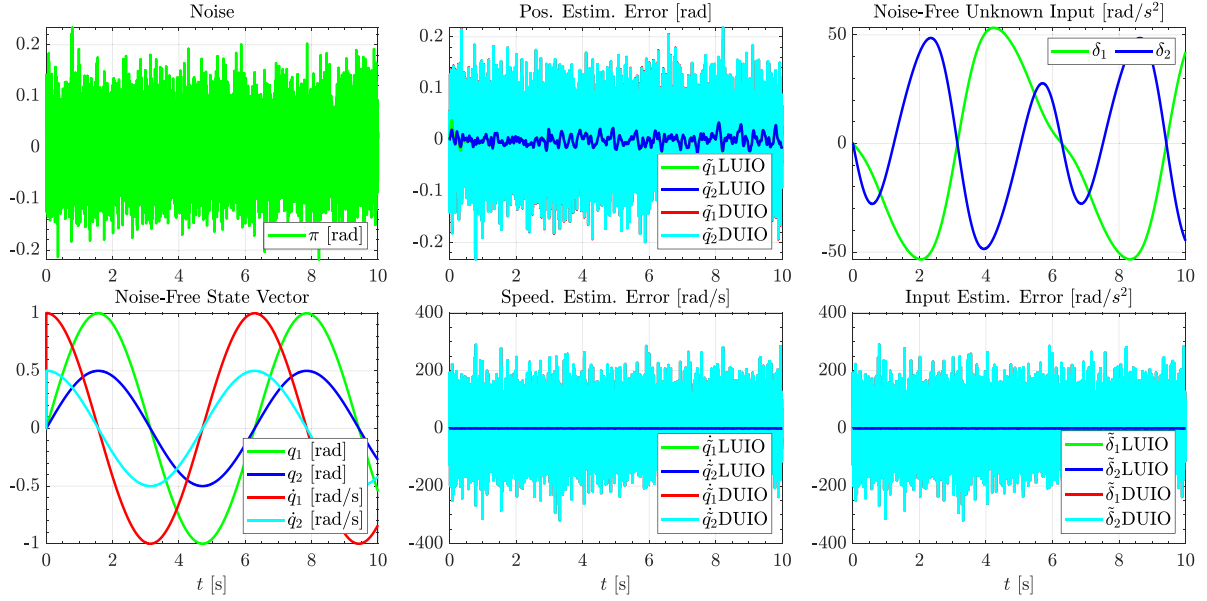 Noise
0.2
0.1
0
-0.1
-0.2
π [rad]
0 2 4 6 8 10
Pos. Estim. Error [rad]
0.2
0.1
0
-0.1
-0.2
q̃₁LUIO
q̃₂LUIO
q̃₁DUIO
q̃₂DUIO
0 2 4 6 8 10
Noise-Free Unknown Input [rad/s²]
50
0
-50
δ₁ δ₂
0 2 4 6 8 10
Noise-Free State Vector
1
0.5
0
-0.5
-1
q₁ [rad]
q₂ [rad]
q̇₁ [rad/s]
q̇₂ [rad/s]
0 2 4 6 8 10
t [s]
Speed. Estim. Error [rad/s]
400
200
0
-200
-400
q̇̃₁LUIO
q̇̃₂LUIO
q̇̃₁DUIO
q̇̃₂DUIO
0 2 4 6 8 10
t [s]
Input Estim. Error [rad/s²]
400
200
0
-200
-400
δ̃₁LUIO
δ̃₂LUIO
δ̃₁DUIO
δ̃₂DUIO
0 2 4 6 8 10
t [s]